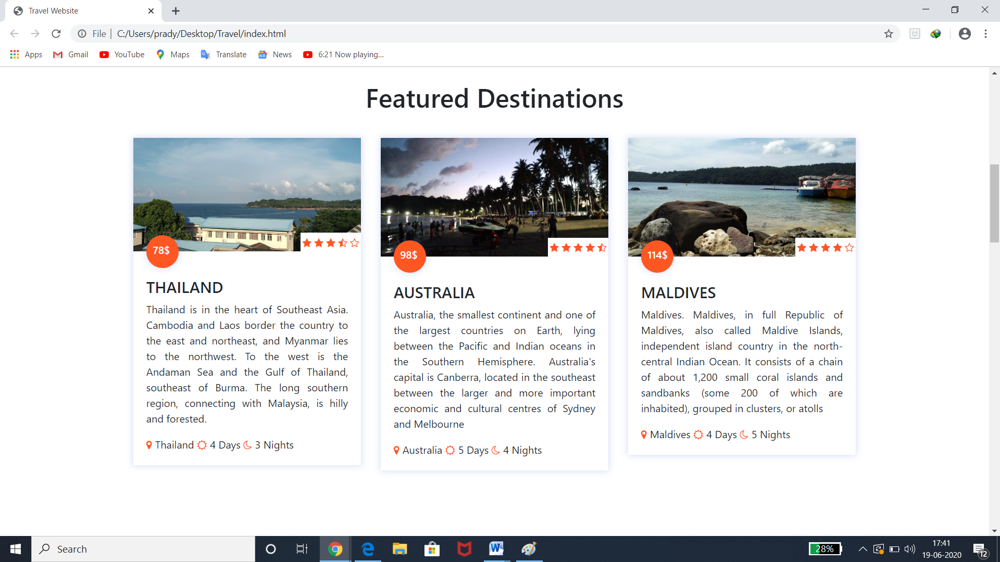 Travel Website
File | C:/Users/prady/Desktop/Travel/index.html
Apps Gmail YouTube Maps Translate News 6:21 Now playing...
Featured Destinations
78$
THAILAND
Thailand is in the heart of Southeast Asia.
Cambodia and Laos border the country to
the east and northeast, and Myanmar lies
to the northwest. To the west is the
Andaman Sea and the Gulf of Thailand,
southeast of Burma. The long southern
region, connecting with Malaysia, is hilly
and forested.
Thailand 4 Days 3 Nights
98$
AUSTRALIA
Australia, the smallest continent and one of
the largest countries on Earth, lying
between the Pacific and Indian oceans in
the Southern Hemisphere. Australia's
capital is Canberra, located in the southeast
between the larger and more important
economic and cultural centres of Sydney
and Melbourne
Australia 5 Days 4 Nights
114$
MALDIVES
Maldives. Maldives, in full Republic of
Maldives, also called Maldive Islands,
independent island country in the north-
central Indian Ocean. It consists of a chain
of about 1,200 small coral islands and
sandbanks (some 200 of which are
inhabited), grouped in clusters, or atolls
Maldives 4 Days 5 Nights
Search
28%
17:41
19-06-2020
12